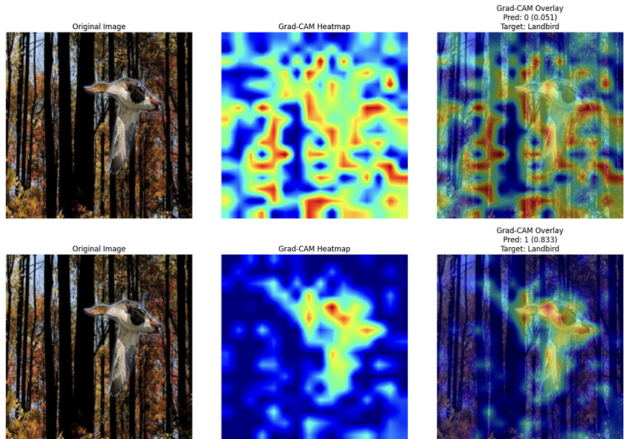 Original Image
Grad-CAM Heatmap
Grad-CAM Overlay
Pred: 0 (0.051)
Target: Landbird
Original Image
Grad-CAM Heatmap
Grad-CAM Overlay
Pred: 1 (0.833)
Target: Landbird